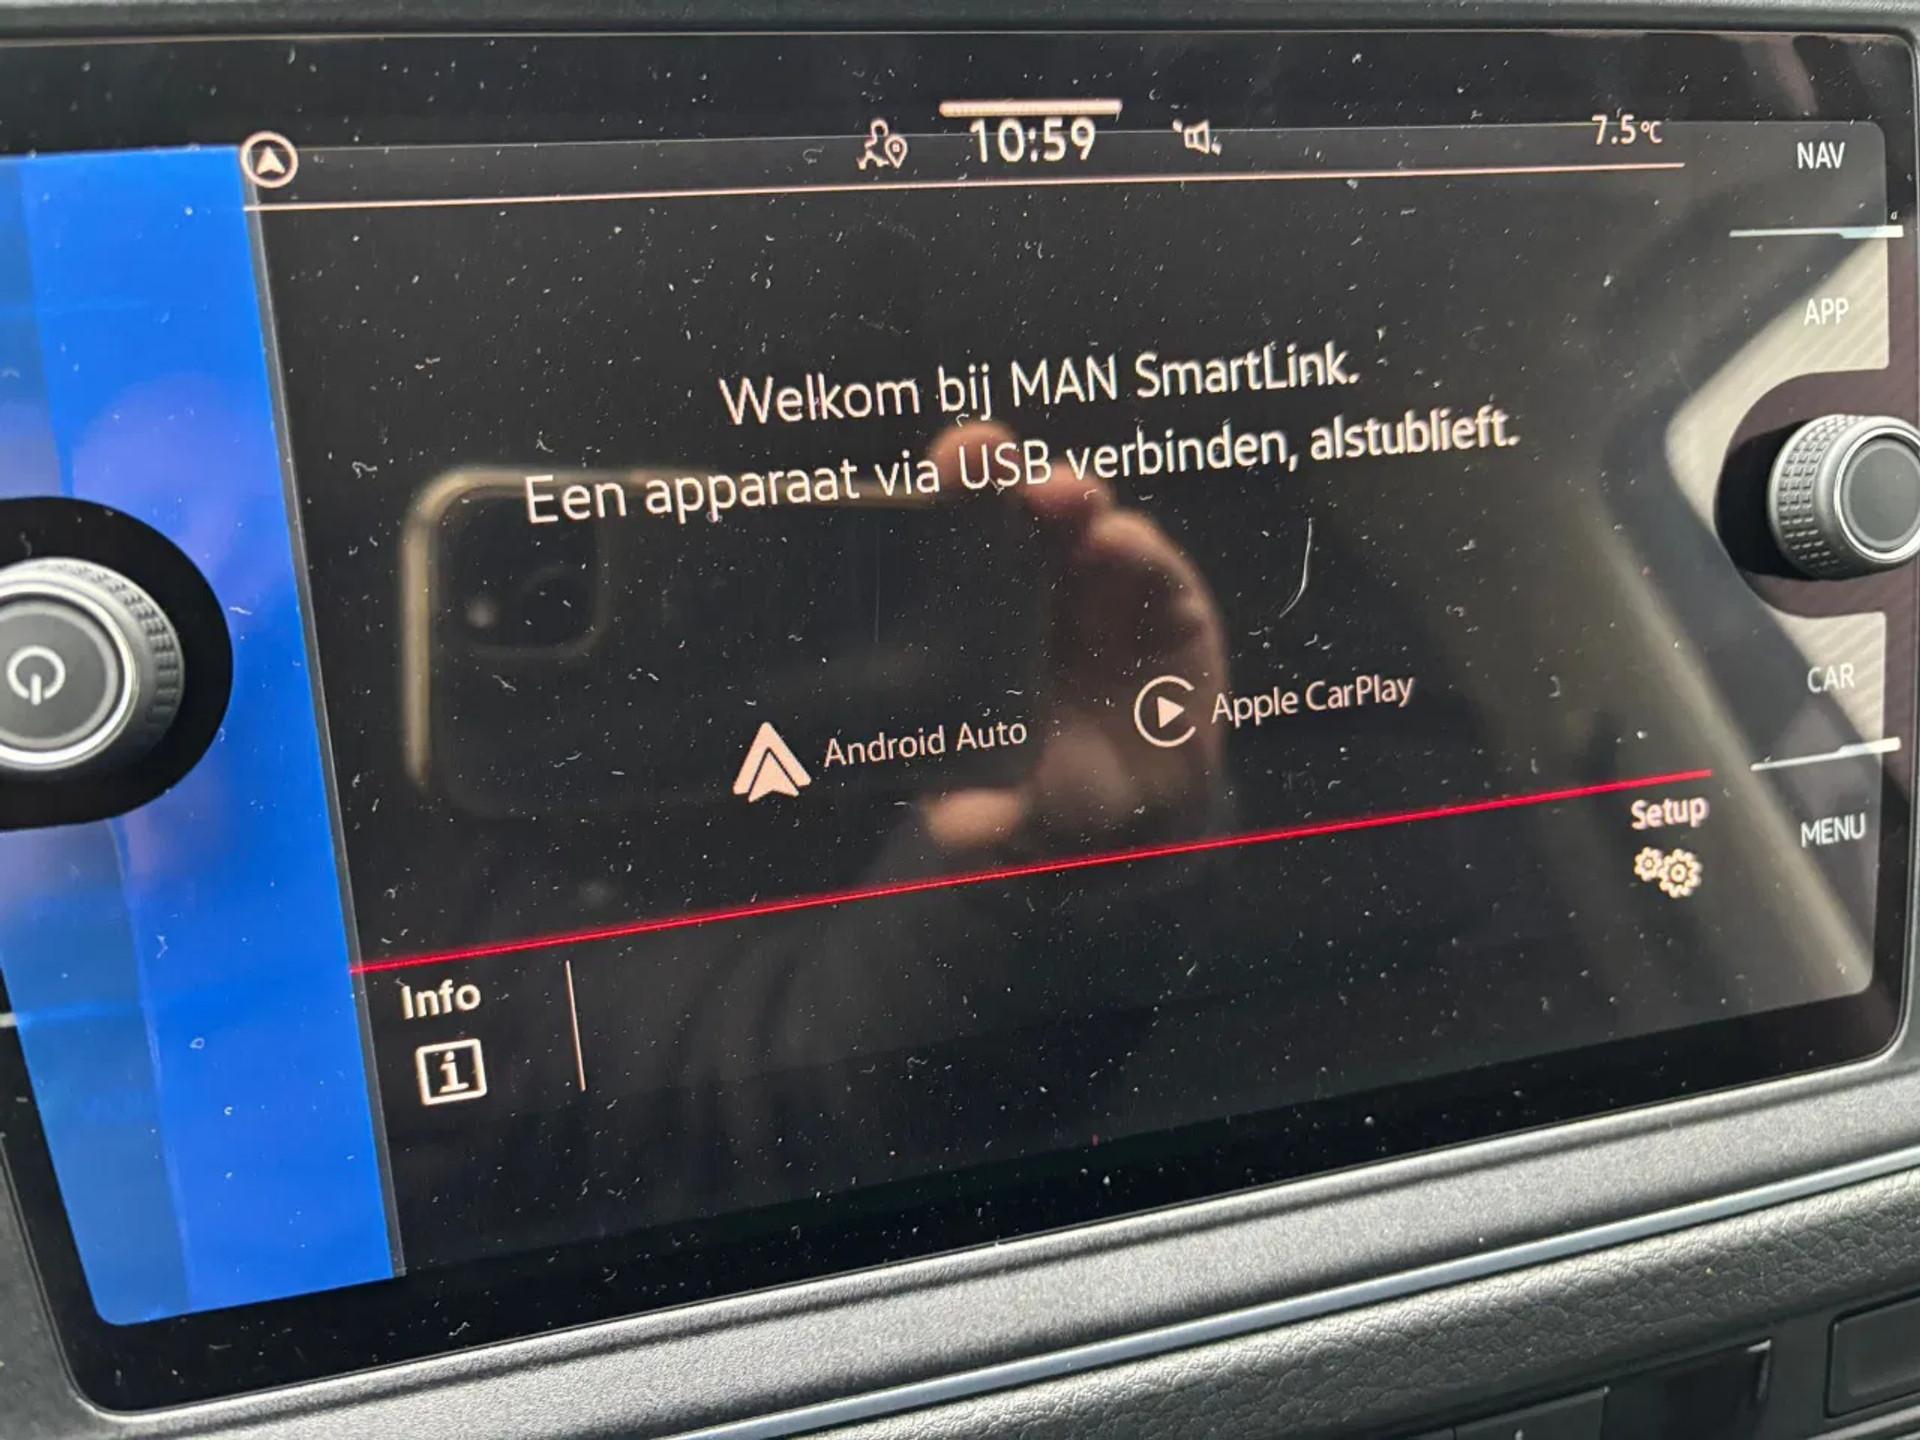 10:59
7.5°C
NAV
APP
Welkom bij MAN SmartLink.
Een apparaat via USB verbinden, alstublieft.
Android Auto
Apple CarPlay
CAR
Setup
MENU
Info